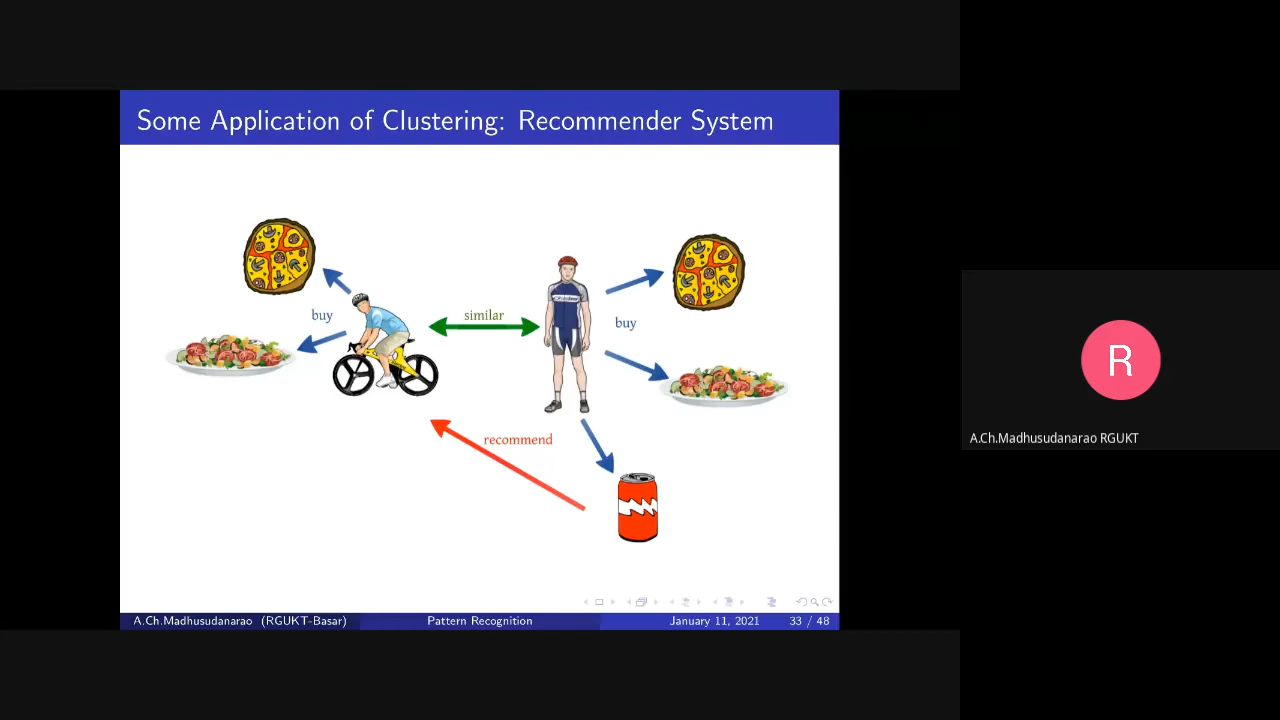 Some Application of Clustering: Recommender System
buy
similar
buy
recommend
R
A.Ch.Madhusudanarao RGUKT
A.Ch.Madhusudanarao (RGUKT-Basar) Pattern Recognition January 11, 2021 33 / 48